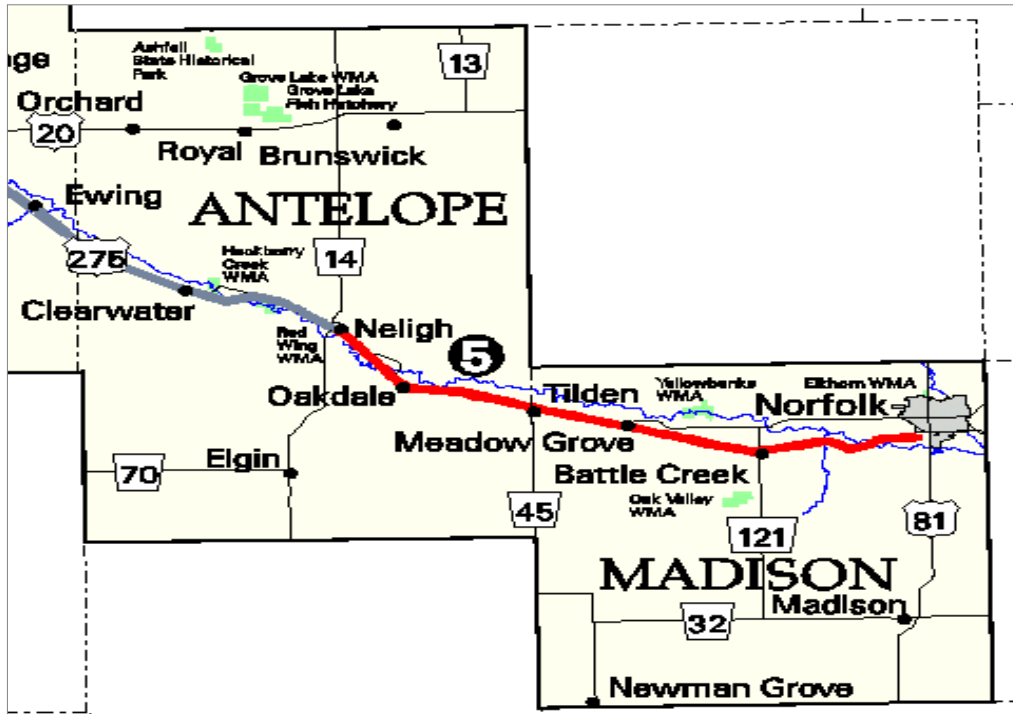 Ashfall
State Historical
Park
Grove Lake WMA
Grove Lake
Fish Hatchery
13
nge
Orchard
20
Royal
Brunswick
Ewing
ANTELOPE
275
Hackberry
Creek
WMA
14
Clearwater
Red
Wing
WMA
Neligh
5
Oakdale
Tilden
Yellowbanks
WMA
Elkhorn WMA
Norfolk
Meadow Grove
Elgin
70
Battle Creek
Oak Valley
WMA
45
121
81
MADISON
Madison
32
Newman Grove